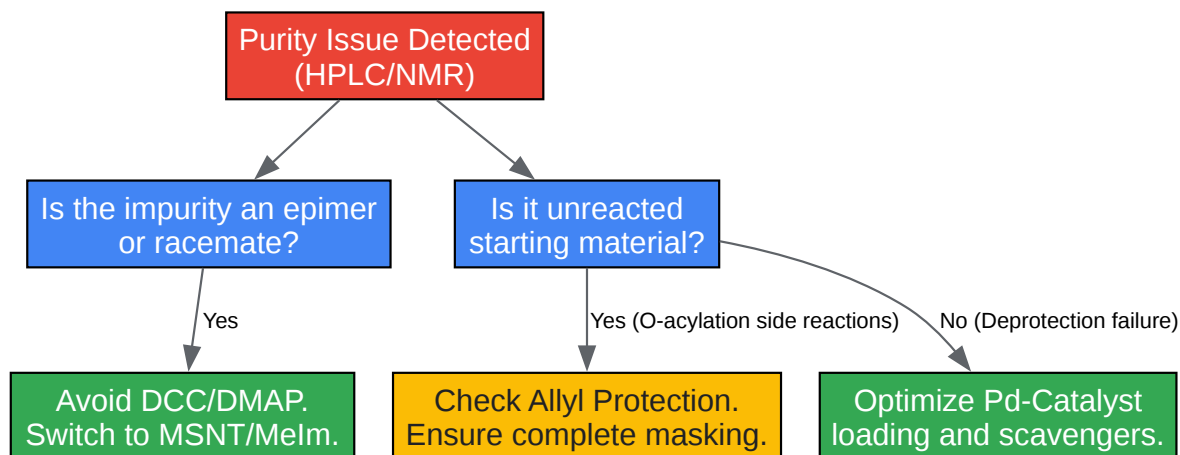 Purity Issue Detected
(HPLC/NMR)
Is the impurity an epimer
or racemate?
Is it unreacted
starting material?
Yes
Yes (O-acylation side reactions)
No (Deprotection failure)
Avoid DCC/DMAP.
Switch to MSNT/MeIm.
Check Allyl Protection.
Ensure complete masking.
Optimize Pd-Catalyst
loading and scavengers.